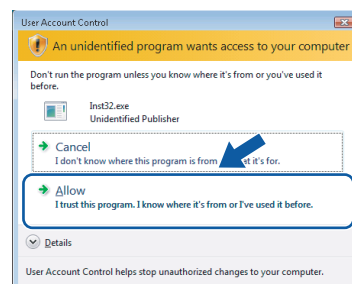 User Account Control
An unidentified program wants access to your computer
Don't run the program unless you know where it's from or you've used it
before.
Inst32.exe
Unidentified Publisher
Cancel
I don't know where this program is from at it's for.
Allow
I trust this program. I know where it's from or I've used it before.
Details
User Account Control helps stop unauthorized changes to your computer.